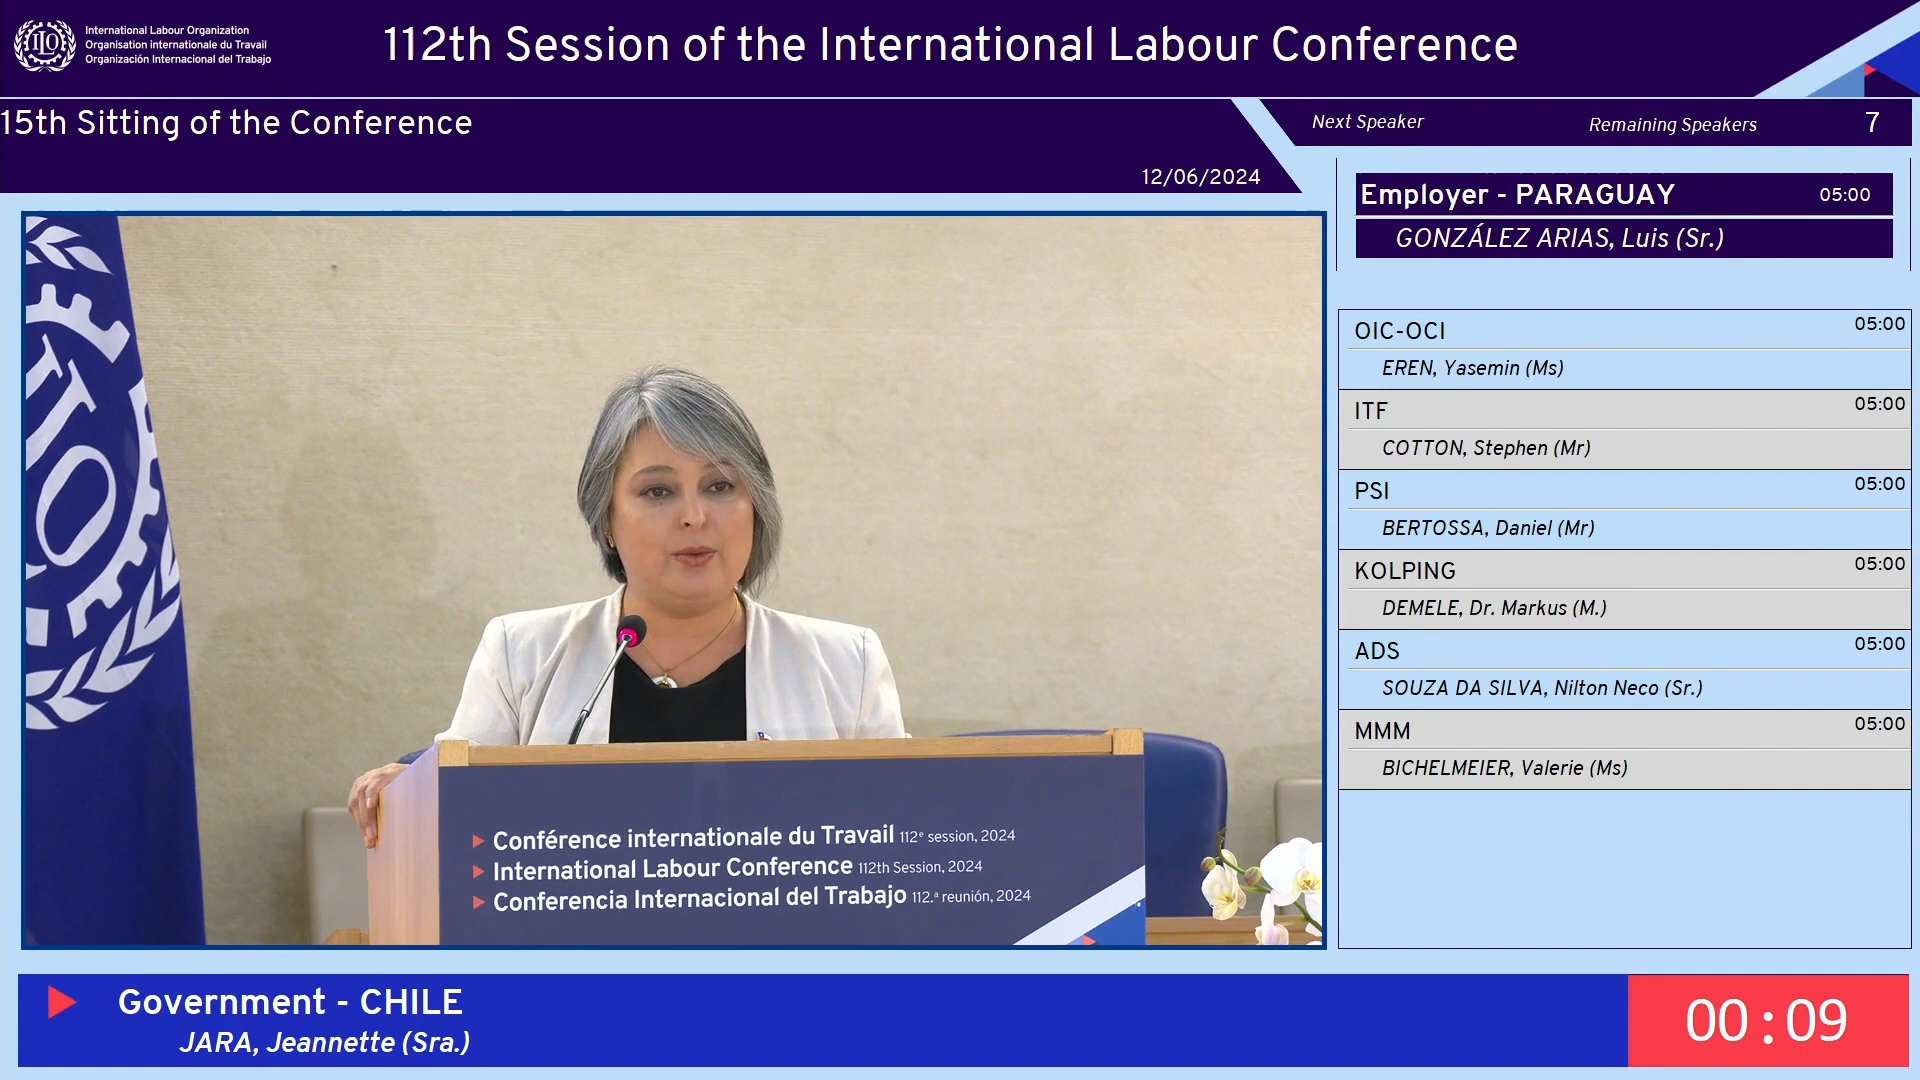 ILO
International Labour Organization
Organisation internationale du Travail
Organización Internacional del Trabajo
112th Session of the International Labour Conference
15th Sitting of the Conference
12/06/2024
Next Speaker
Remaining Speakers 7
Employer - PARAGUAY 05:00
GONZÁLEZ ARIAS, Luis (Sr.)
OIC-OCI 05:00
EREN, Yasemin (Ms)
ITF 05:00
COTTON, Stephen (Mr)
PSI 05:00
BERTOSSA, Daniel (Mr)
KOLPING 05:00
DEMELE, Dr. Markus (M.)
ADS 05:00
SOUZA DA SILVA, Nilton Neco (Sr.)
MMM 05:00
BICHELMEIER, Valerie (Ms)
ILO
Conférence internationale du Travail 112e session, 2024
International Labour Conference 112th Session, 2024
Conferencia Internacional del Trabajo 112.ª reunión, 2024
Government - CHILE
JARA, Jeannette (Sra.)
00:09